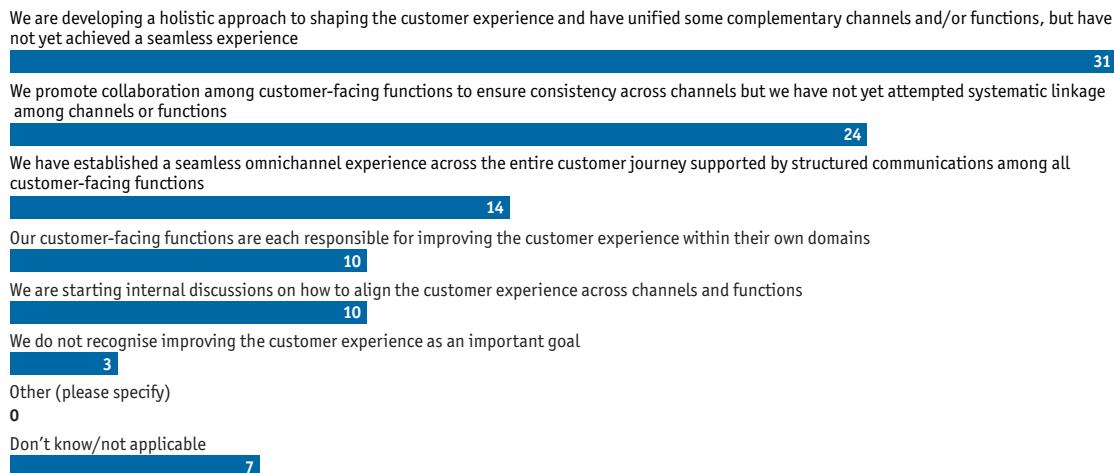 We are developing a holistic approach to shaping the customer experience and have unified some complementary channels and/or functions, but have
not yet achieved a seamless experience
31
We promote collaboration among customer-facing functions to ensure consistency across channels but we have not yet attempted systematic linkage
among channels or functions
24
We have established a seamless omnichannel experience across the entire customer journey supported by structured communications among all
customer-facing functions
14
Our customer-facing functions are each responsible for improving the customer experience within their own domains
10
We are starting internal discussions on how to align the customer experience across channels and functions
10
We do not recognise improving the customer experience as an important goal
3
Other (please specify)
0
Don't know/not applicable
7